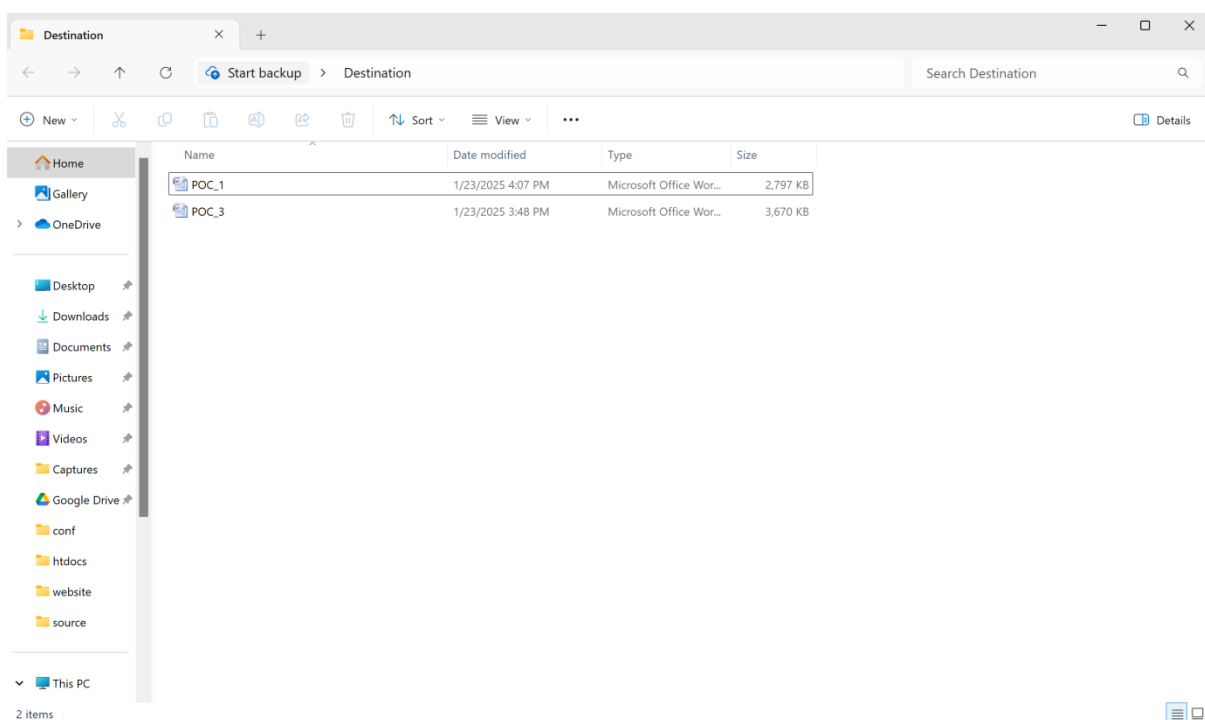 Destination
Start backup > Destination
Search Destination
New
Sort
View
Details
Name Date modified Type Size
Home
POC_1 1/23/2025 4:07 PM Microsoft Office Wor... 2,797 KB
Gallery
POC_3 1/23/2025 3:48 PM Microsoft Office Wor... 3,670 KB
OneDrive
Desktop
Downloads
Documents
Pictures
Music
Videos
Captures
Google Drive
conf
htdocs
website
source
This PC
2 items